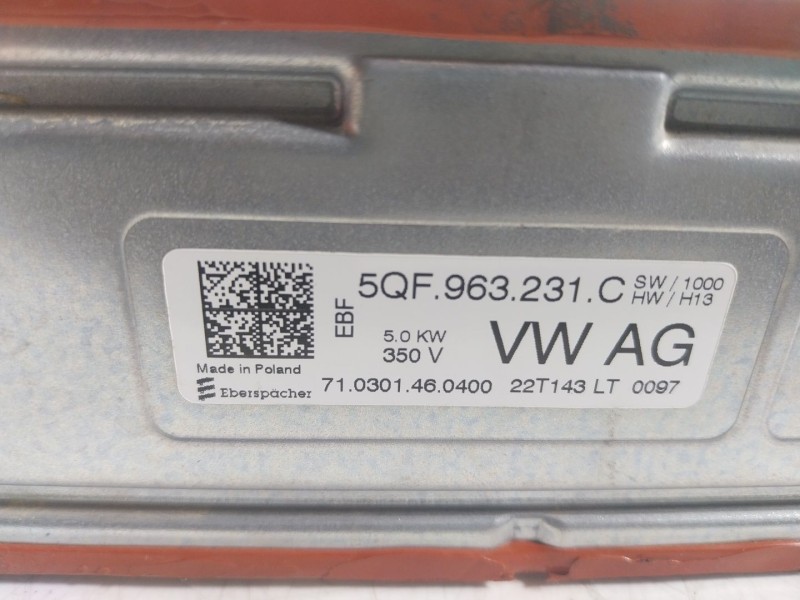 5QF.963.231.C SW/1000
HW/H13
EBF
5.0 KW
350 V
VW AG
Made in Poland
Eberspächer
71.0301.46.0400 22T143 LT 0097